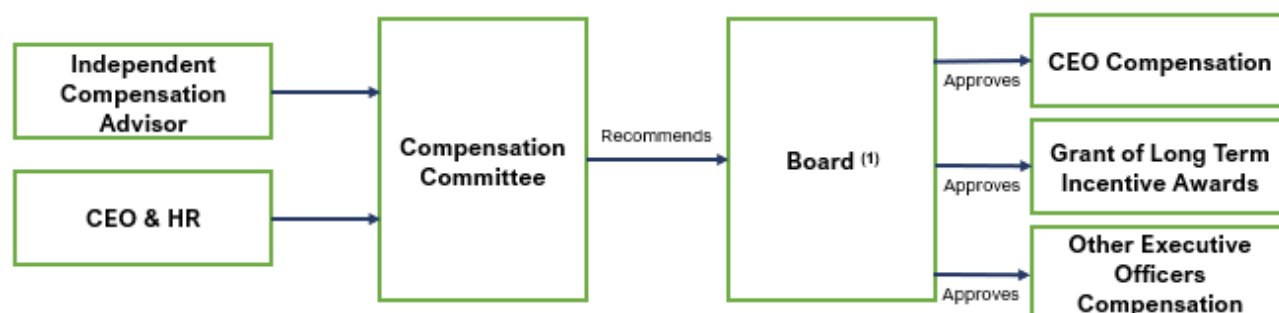 Independent
Compensation
Advisor
CEO & HR
Compensation
Committee
Recommends
Board (1)
Approves
CEO Compensation
Approves
Grant of Long Term
Incentive Awards
Approves
Other Executive
Officers
Compensation